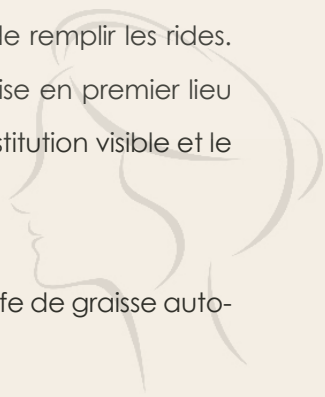 le remplir les rides.
ise en premier lieu
stitution visible et le
fe de graisse auto-